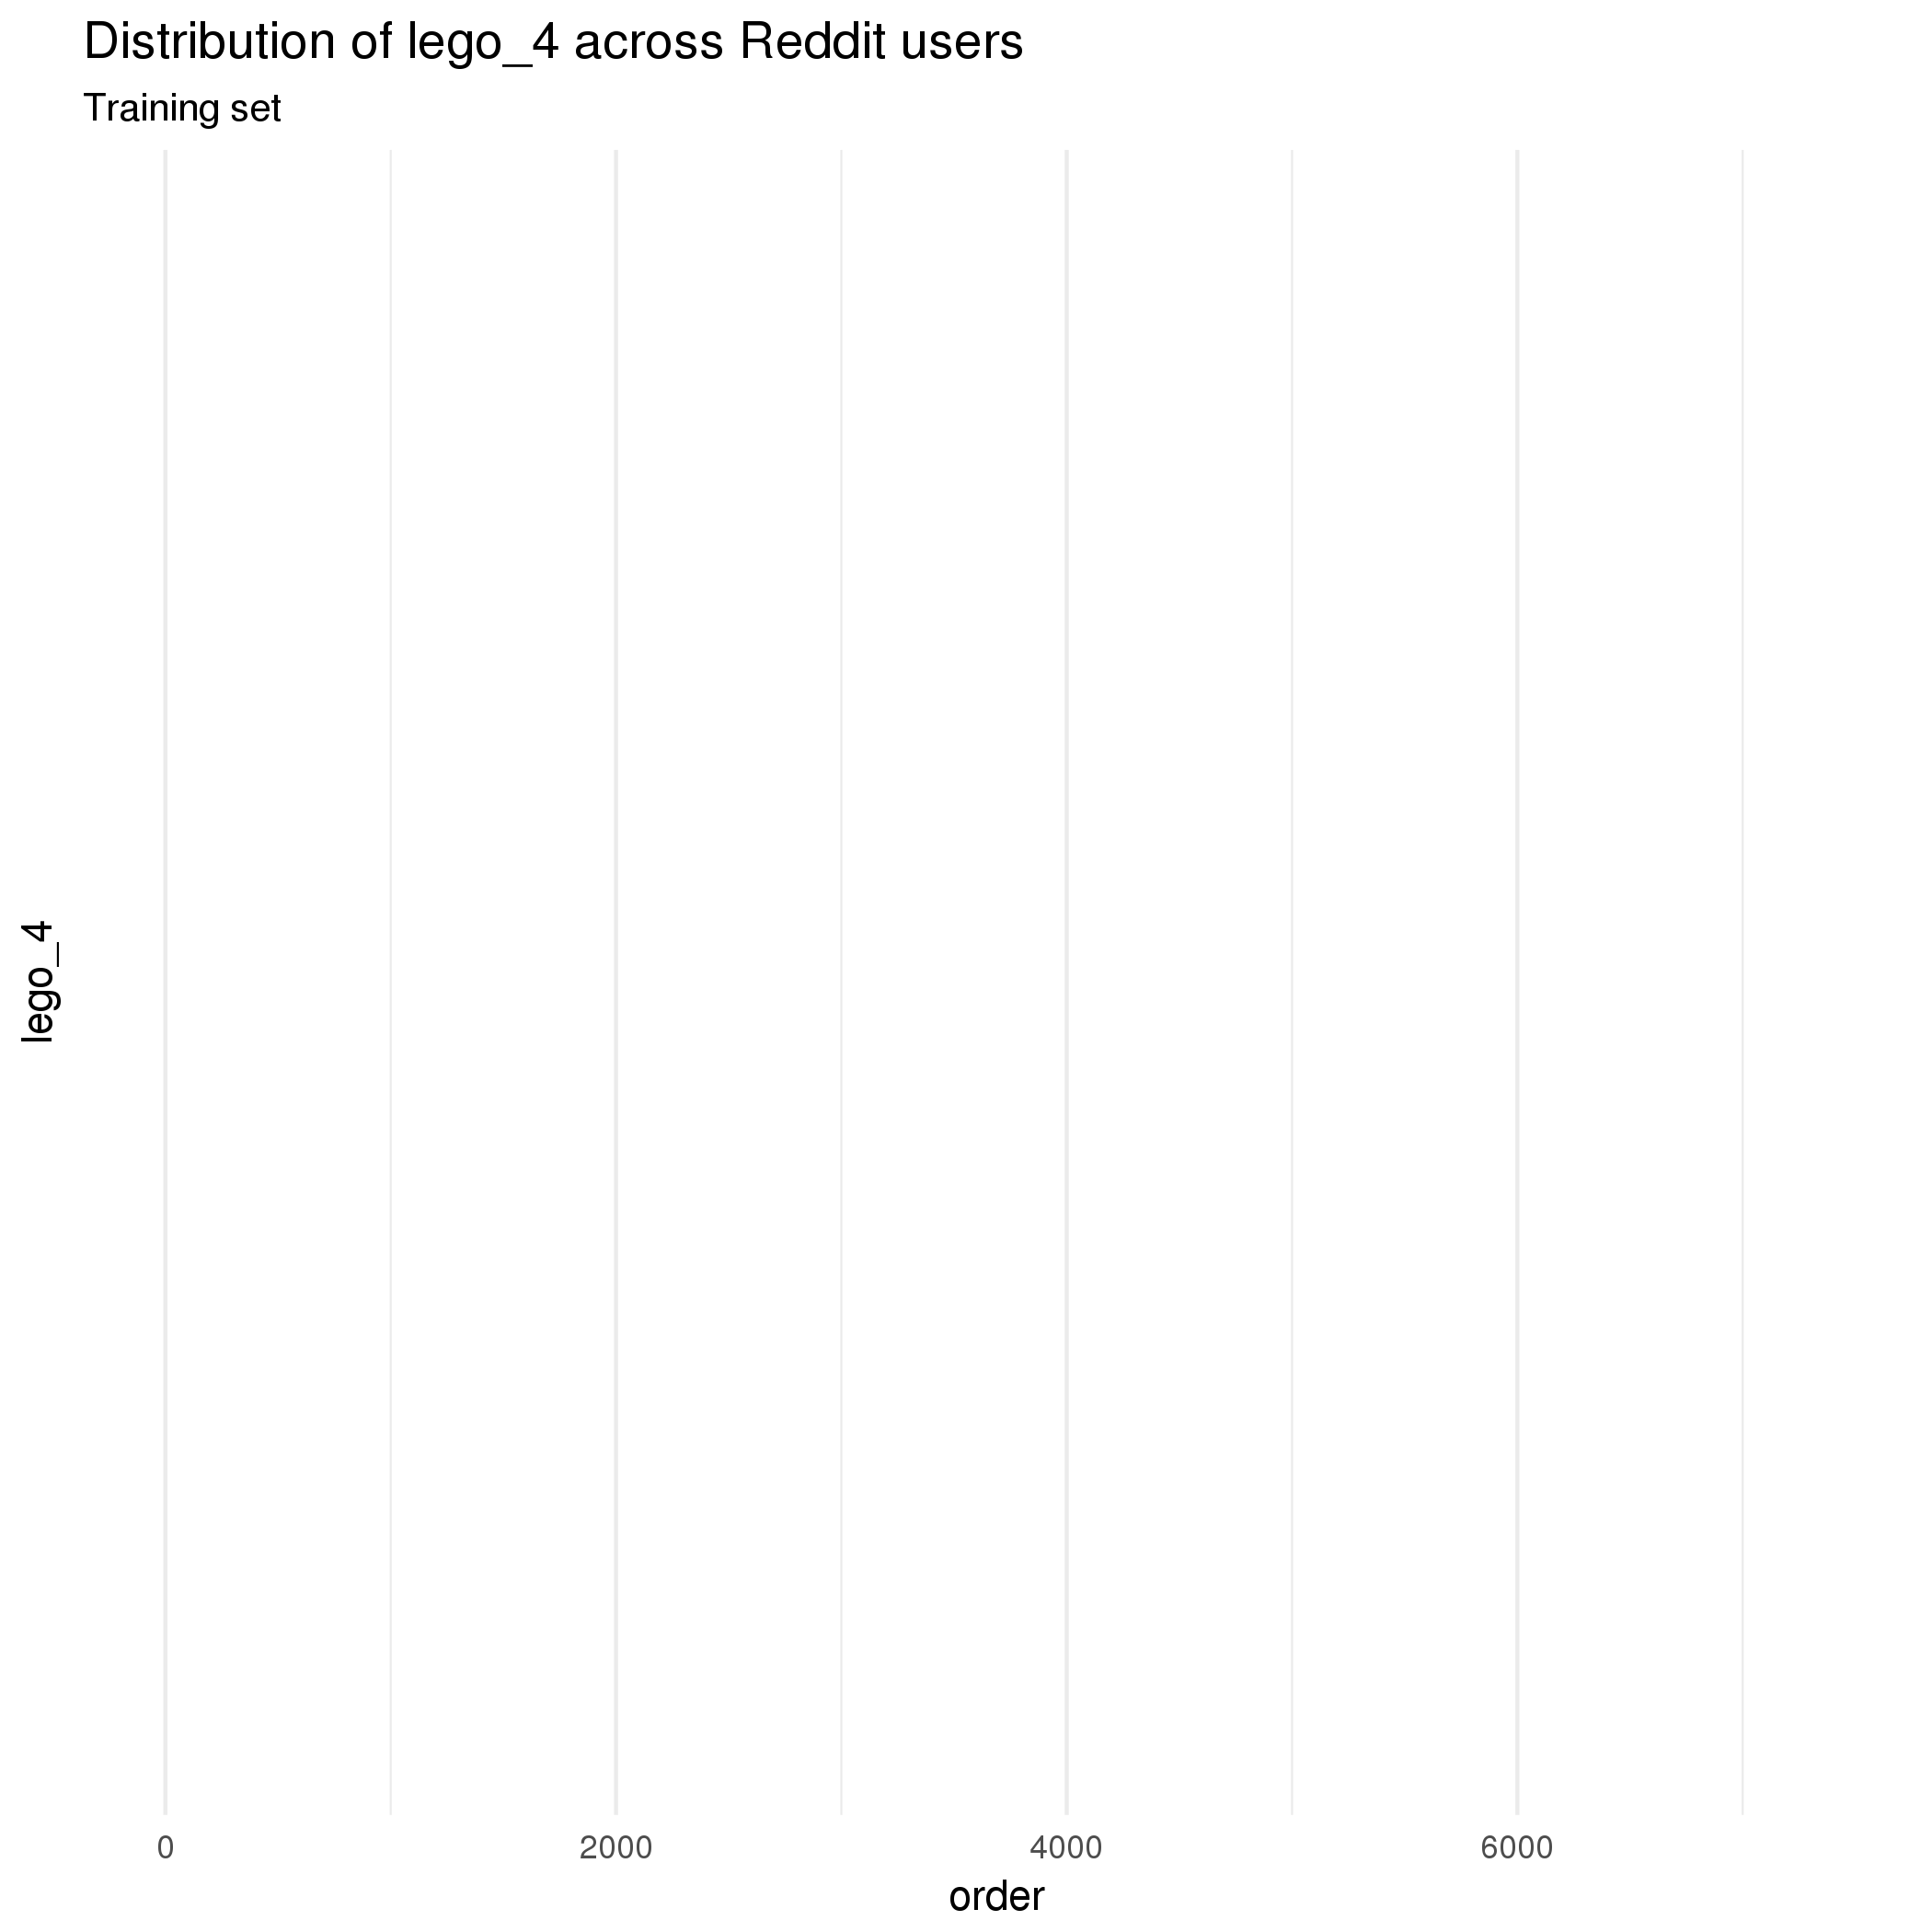 Distribution of lego_4 across Reddit users
Training set
lego_4
0 2000 4000 6000
order